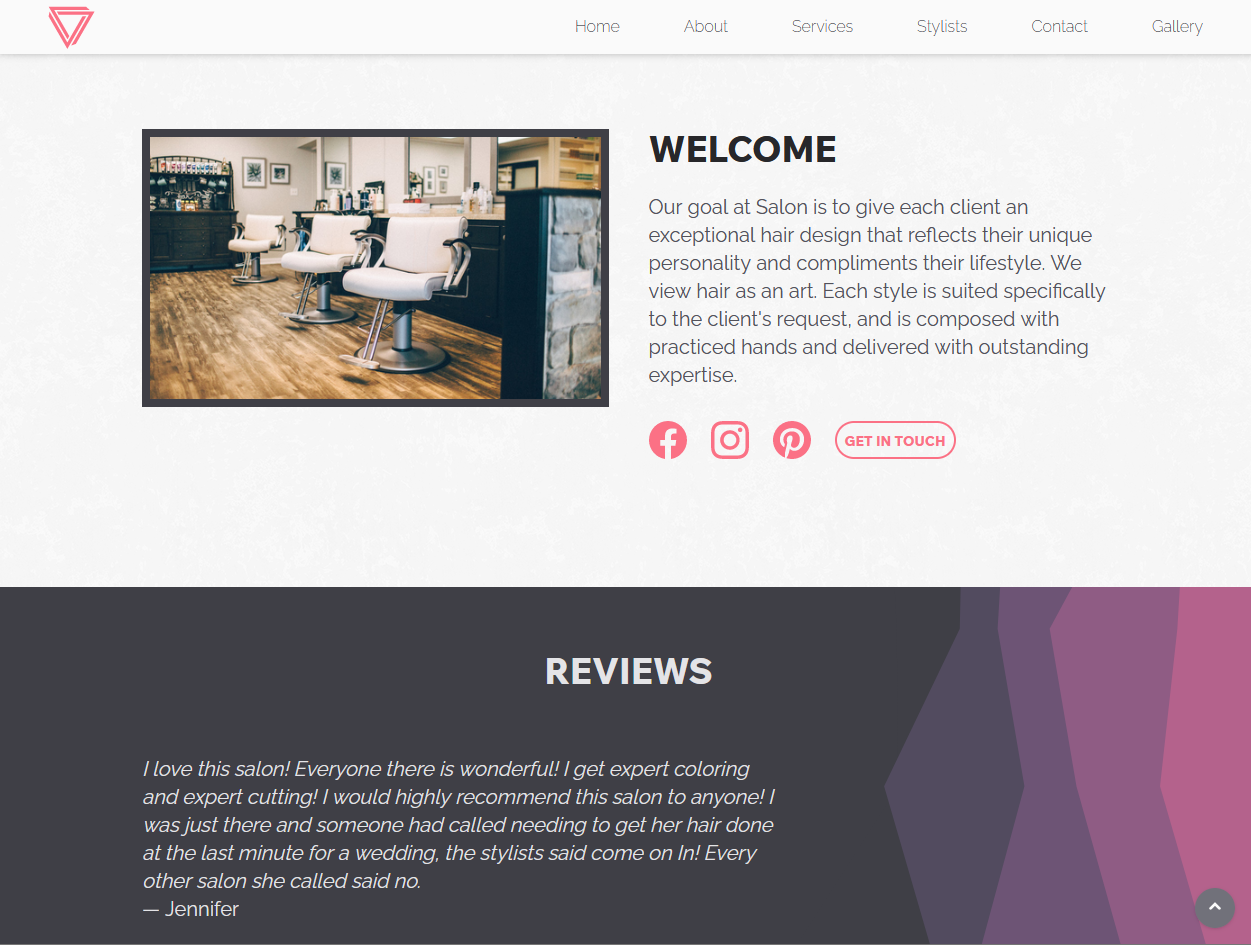 Home About Services Stylists Contact Gallery
WELCOME
Our goal at Salon is to give each client an
exceptional hair design that reflects their unique
personality and compliments their lifestyle. We
view hair as an art. Each style is suited specifically
to the client's request, and is composed with
practiced hands and delivered with outstanding
expertise.
GET IN TOUCH
REVIEWS
I love this salon! Everyone there is wonderful! I get expert coloring
and expert cutting! I would highly recommend this salon to anyone! I
was just there and someone had called needing to get her hair done
at the last minute for a wedding, the stylists said come on In! Every
other salon she called said no.
— Jennifer